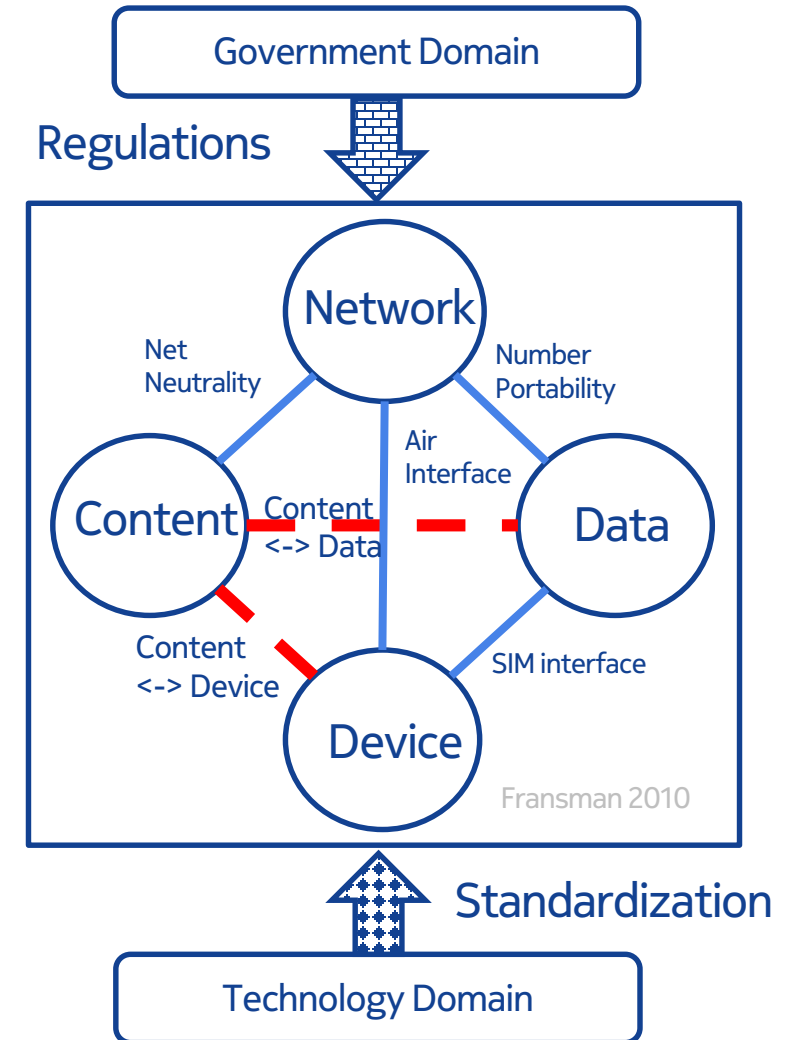 Government Domain
Regulations
Network
Net
Neutrality
Number
Portability
Air
Interface
Content
Content
<-> Data
Data
Content
<-> Device
SIM interface
Device
Fransman 2010
Standardization
Technology Domain